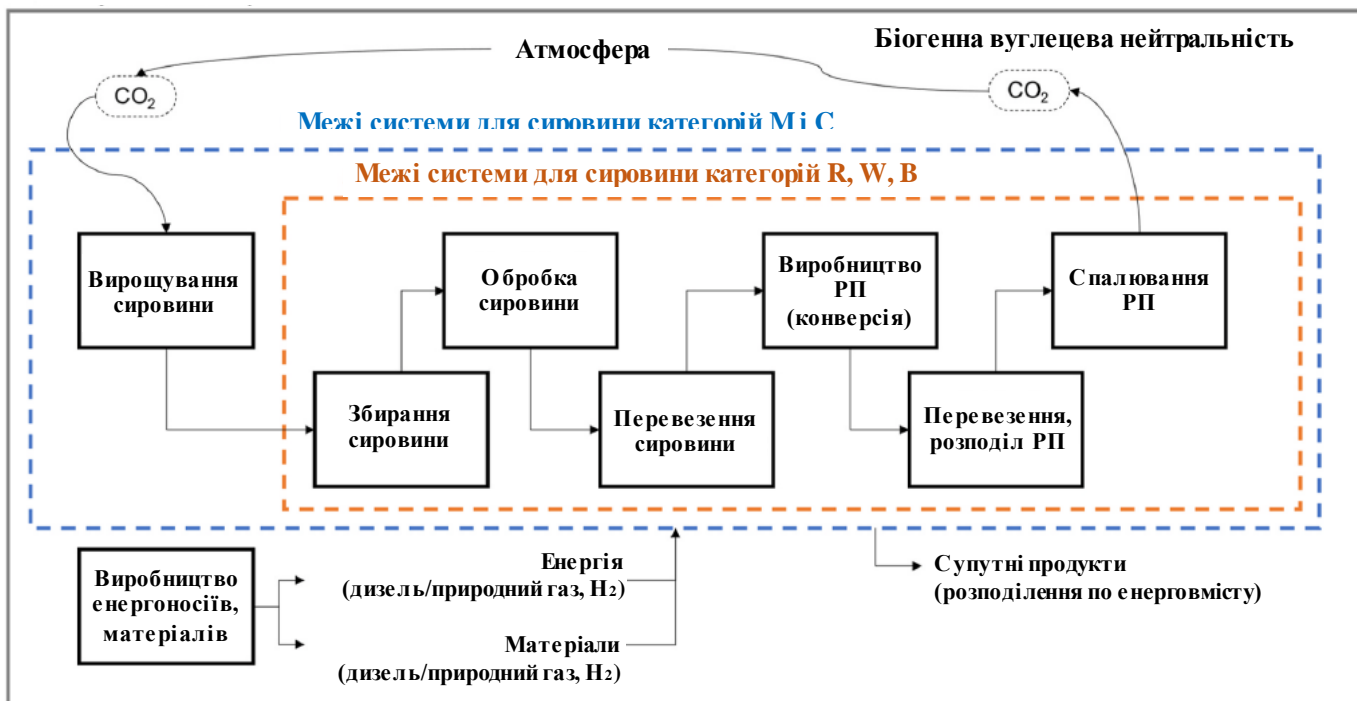 Біогенна вуглецева нейтральність
Атмосфера
CO2
CO2
Межі системи для сировини категорій М і С
Межі системи для сировини категорій R, W, B
Вирощування
сировини
Обробка
сировини
Виробництво
РП
(конверсія)
Спалювання
РП
Збирання
сировини
Перевезення
сировини
Перевезення,
розподіл РП
Виробництво
енергоносіїв,
матеріалів
Енергія
(дизель/природний газ, H2)
Матеріали
(дизель/природний газ, H2)
Супутні продукти
(розподілення по енерговмісту)